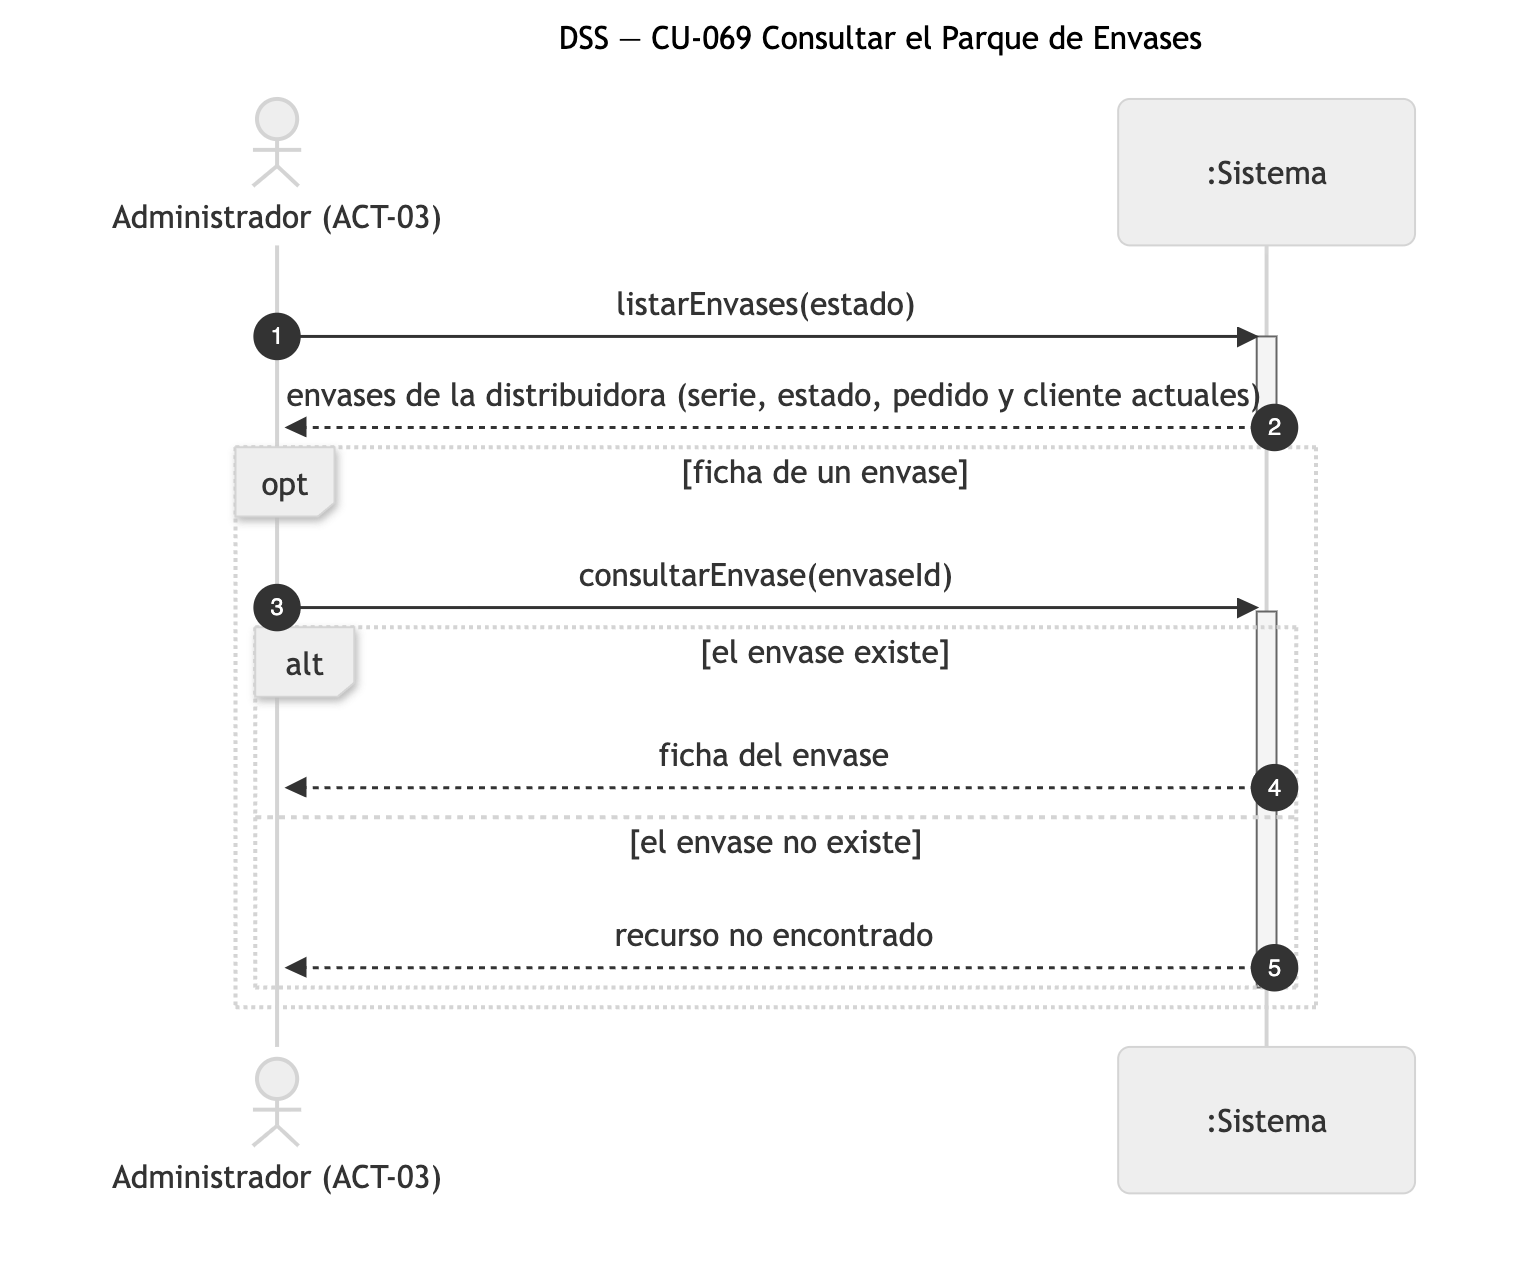 DSS — CU-069 Consultar el Parque de Envases
Administrador (ACT-03)
:Sistema
listarEnvases(estado)
1
envases de la distribuidora (serie, estado, pedido y cliente actuales)
2
opt
[ficha de un envase]
consultarEnvase(envaseId)
3
alt
[el envase existe]
ficha del envase
4
[el envase no existe]
recurso no encontrado
5
Administrador (ACT-03)
:Sistema